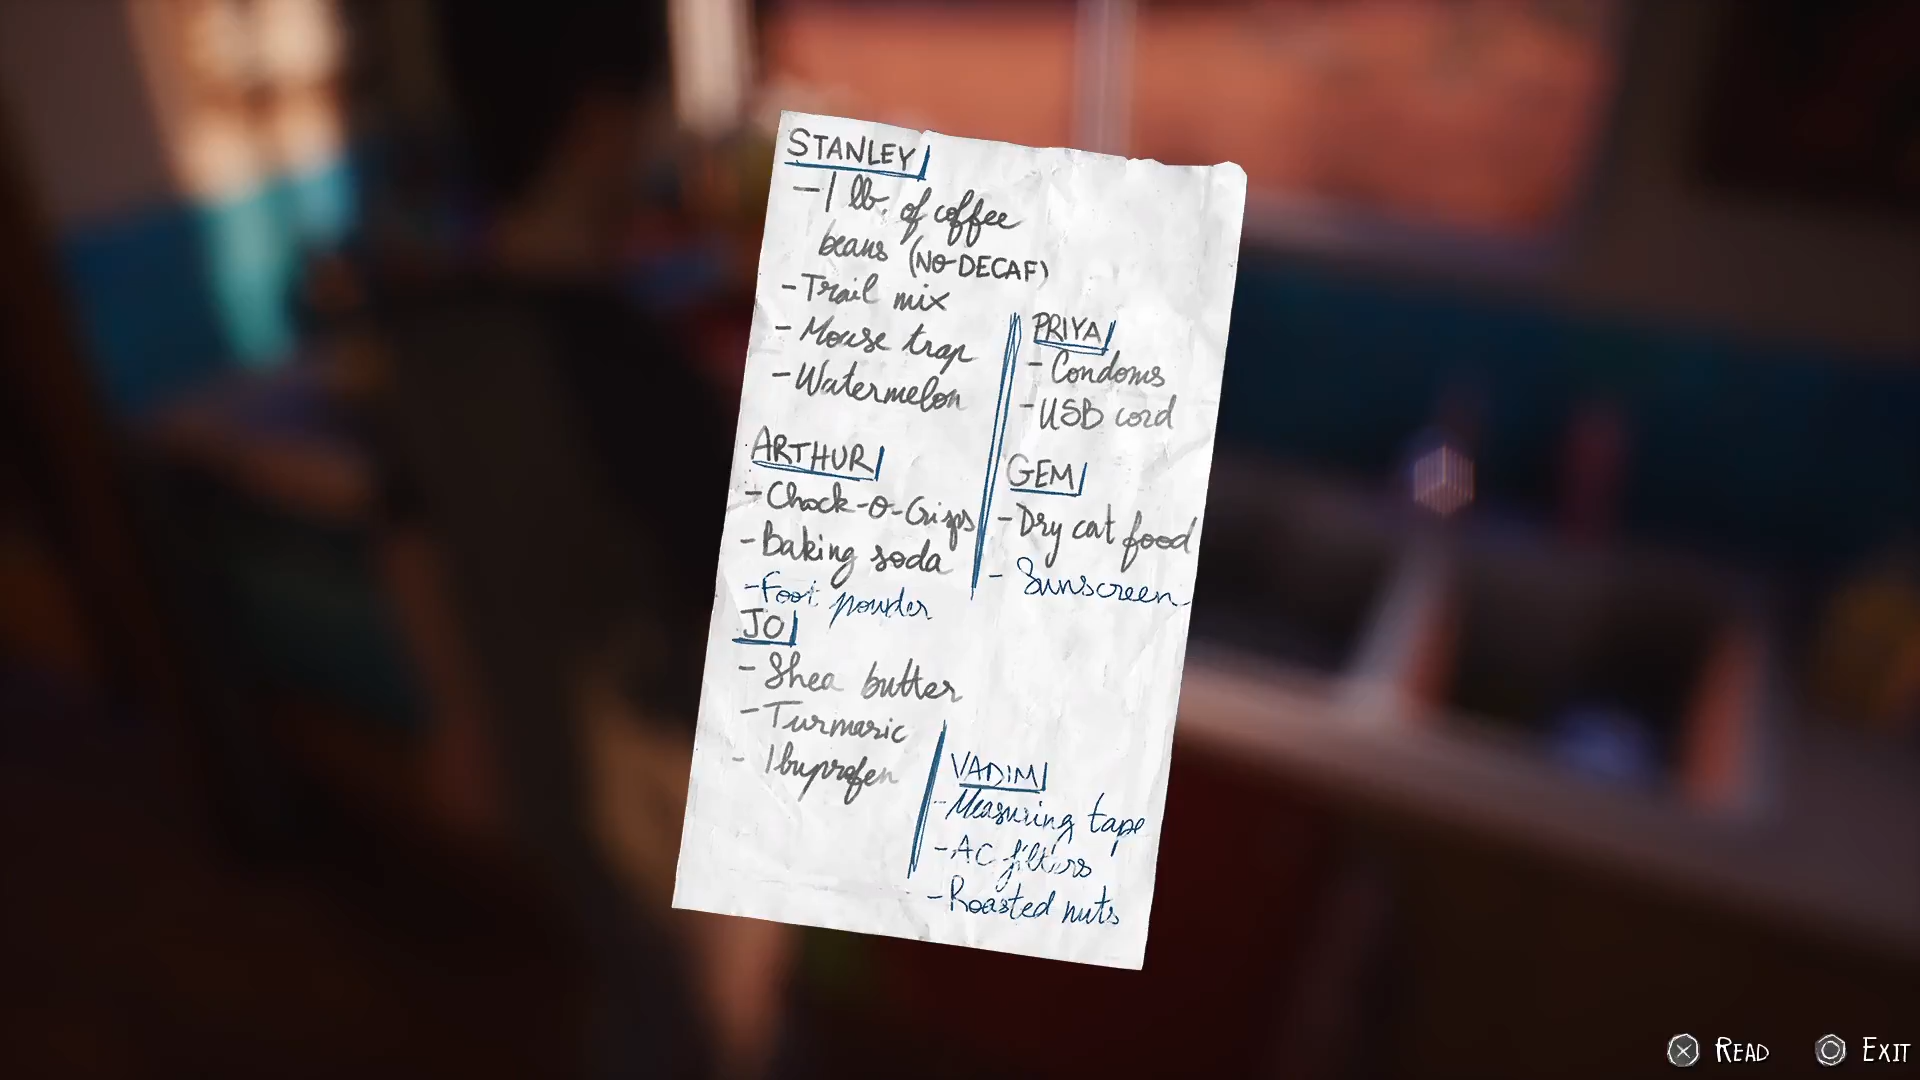 STANLEY
- 1 lb. of coffee
beans (NO DECAF)
- Trail mix
- Mouse trap
- Watermelon
ARTHUR
- Chock-O-Crisps
- Baking soda
- Foot powder
JO
- Shea butter
- Turmeric
- Ibuprofen
PRIYA
- Condoms
- USB cord
GEM
- Dry cat food
- Sunscreen
VADIM
- Measuring tape
- AC filters
- Roasted nuts
READ
EXIT